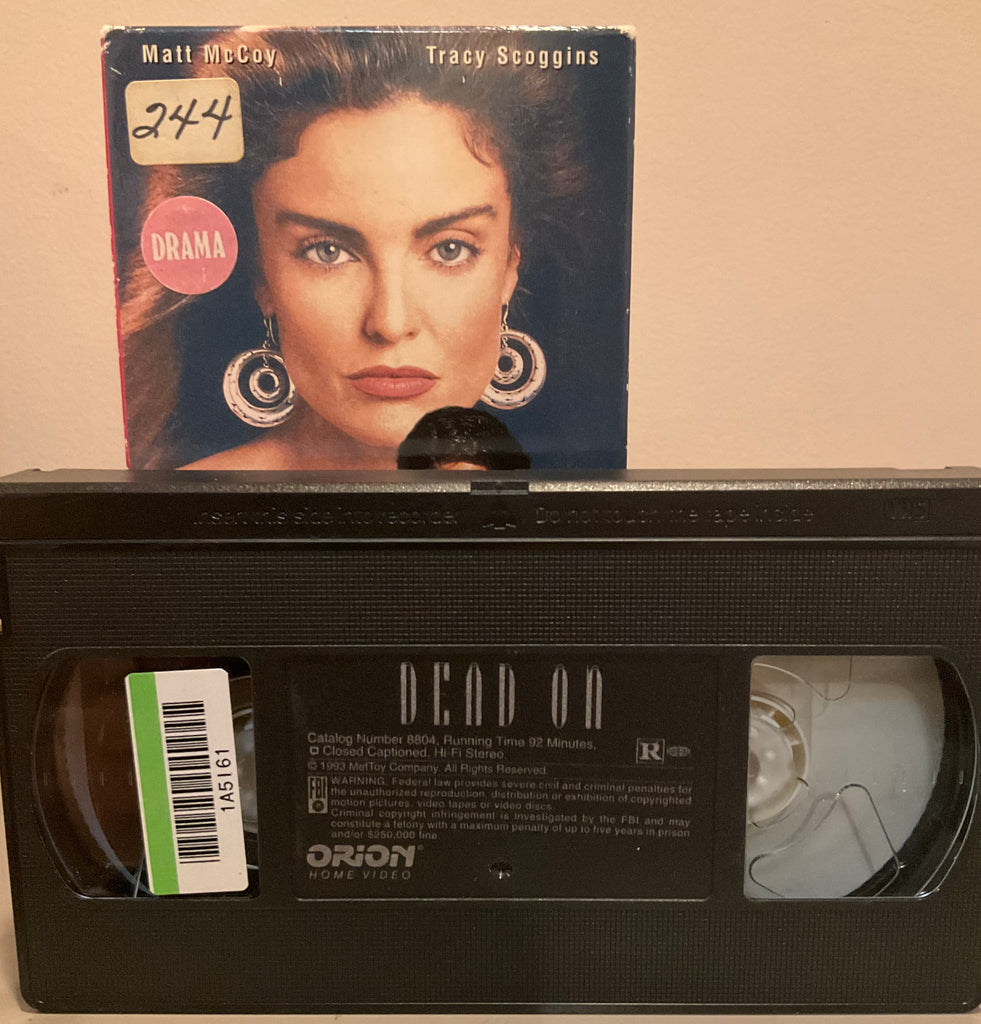 Matt McCoy Tracy Scoggins
244
DRAMA
Insert this side into recorder Do not touch the tape inside VHS
DEAD ON
Catalog Number 8804, Running Time 92 Minutes,
Closed Captioned, Hi-Fi Stereo
© 1993 MetToy Company. All Rights Reserved.
R
FBI WARNING. Federal law provides severe civil and criminal penalties for
the unauthorized reproduction, distribution or exhibition of copyrighted
motion pictures, video tapes or video discs.
Criminal copyright infringement is investigated by the FBI and may
constitute a felony with a maximum penalty of up to five years in prison
and/or $250,000 fine.
ORION®
HOME VIDEO
1A5161